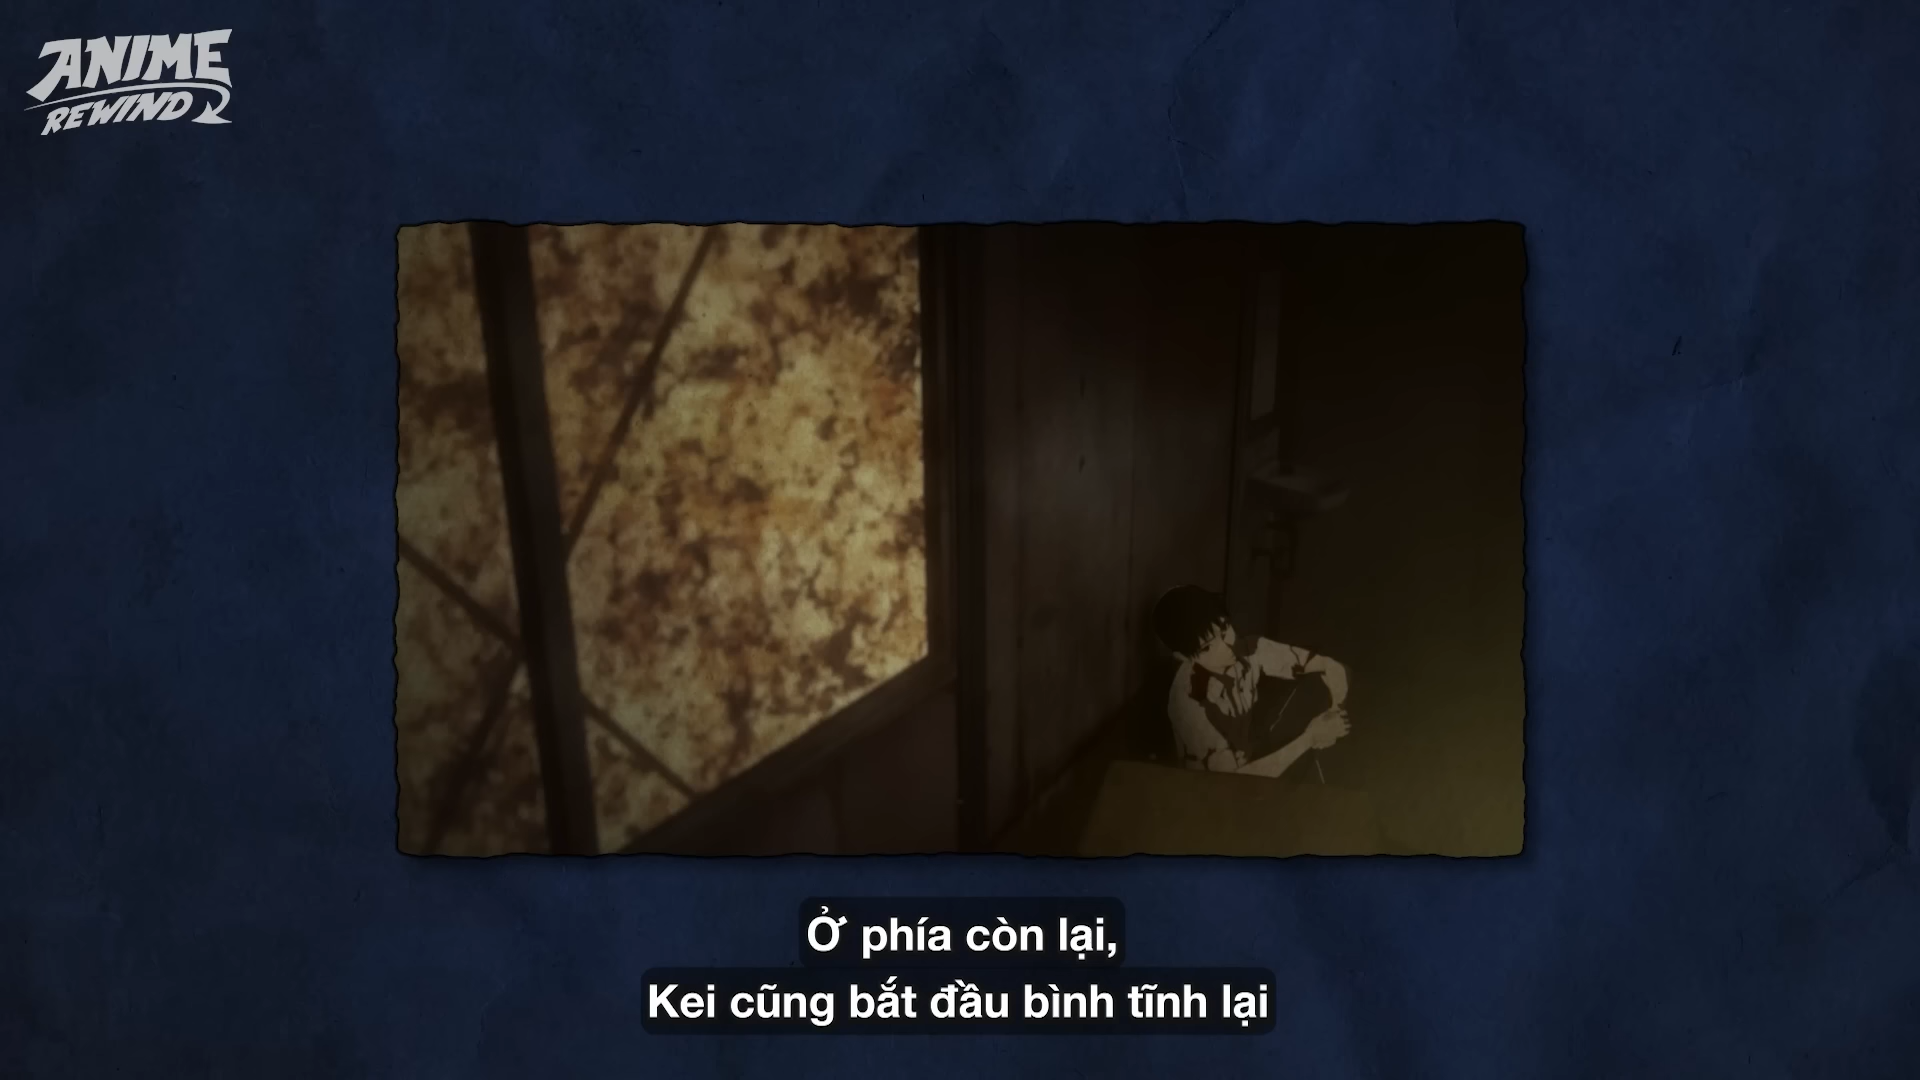 ANIME
REWIND
Ở phía còn lại,
Kei cũng bắt đầu bình tĩnh lại